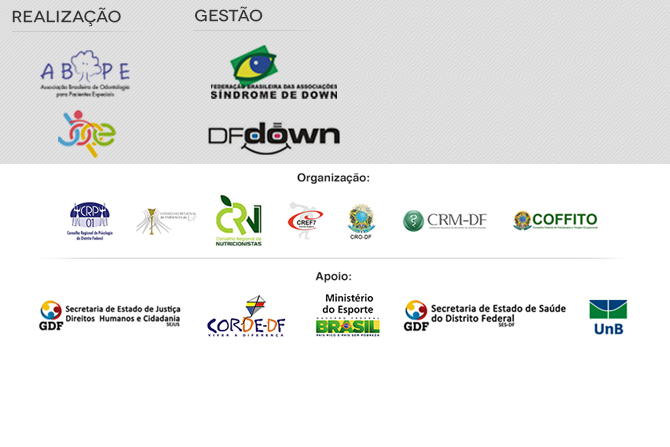 REALIZAÇÃO
GESTÃO
ABOPE
Associação Brasileira de Odontologia
para Pacientes Especiais
FEDERAÇÃO BRASILEIRA DAS ASSOCIAÇÕES
SÍNDROME DE DOWN
DFdown
Organização:
CRP
01
Conselho Regional de Psicologia
do Distrito Federal
CRN
Conselho Regional de
NUTRICIONISTAS
CREF7
CRO-DF
CRM-DF
COFFITO
Apoio:
GDF
Secretaria de Estado de Justiça
Direitos Humanos e Cidadania
SEJUS
CORDE-DF
VIVER A DIFERENÇA
Ministério
do Esporte
GOVERNO FEDERAL
BRASIL
PAÍS RICO É PAÍS SEM POBREZA
GDF
Secretaria de Estado de Saúde
do Distrito Federal
SES-DF
UnB